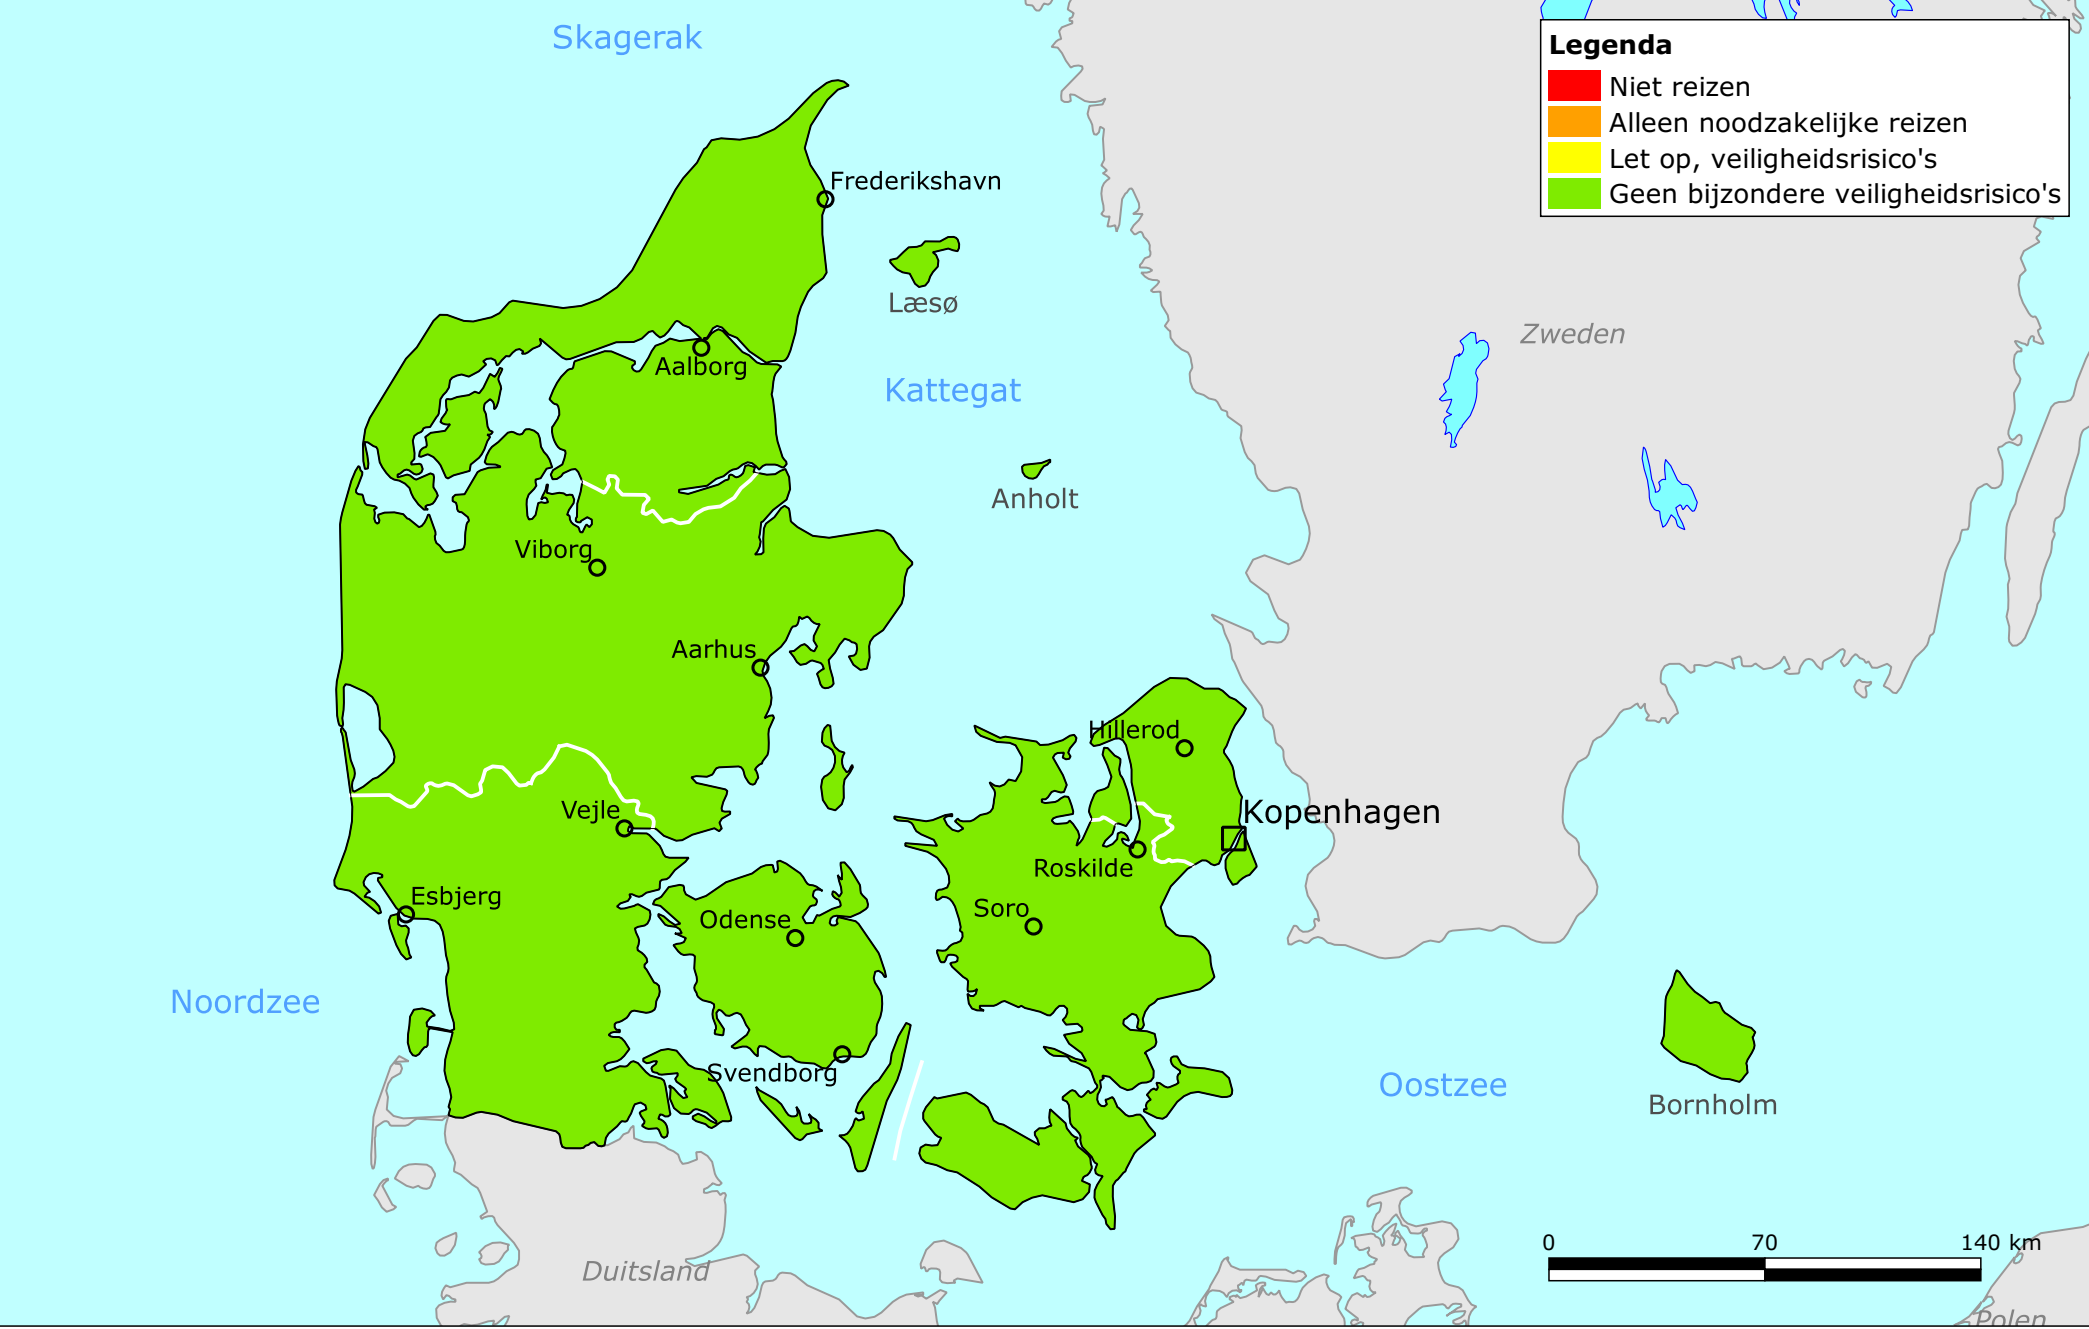 Skagerak
Legenda
Niet reizen
Alleen noodzakelijke reizen
Let op, veiligheidsrisico's
Geen bijzondere veiligheidsrisico's
Frederikshavn
Læsø
Zweden
Aalborg
Kattegat
Anholt
Viborg
Aarhus
Hillerod
Vejle
Kopenhagen
Roskilde
Esbjerg
Soro
Odense
Noordzee
Svendborg
Oostzee
Bornholm
0 70 140 km
Duitsland
Polen